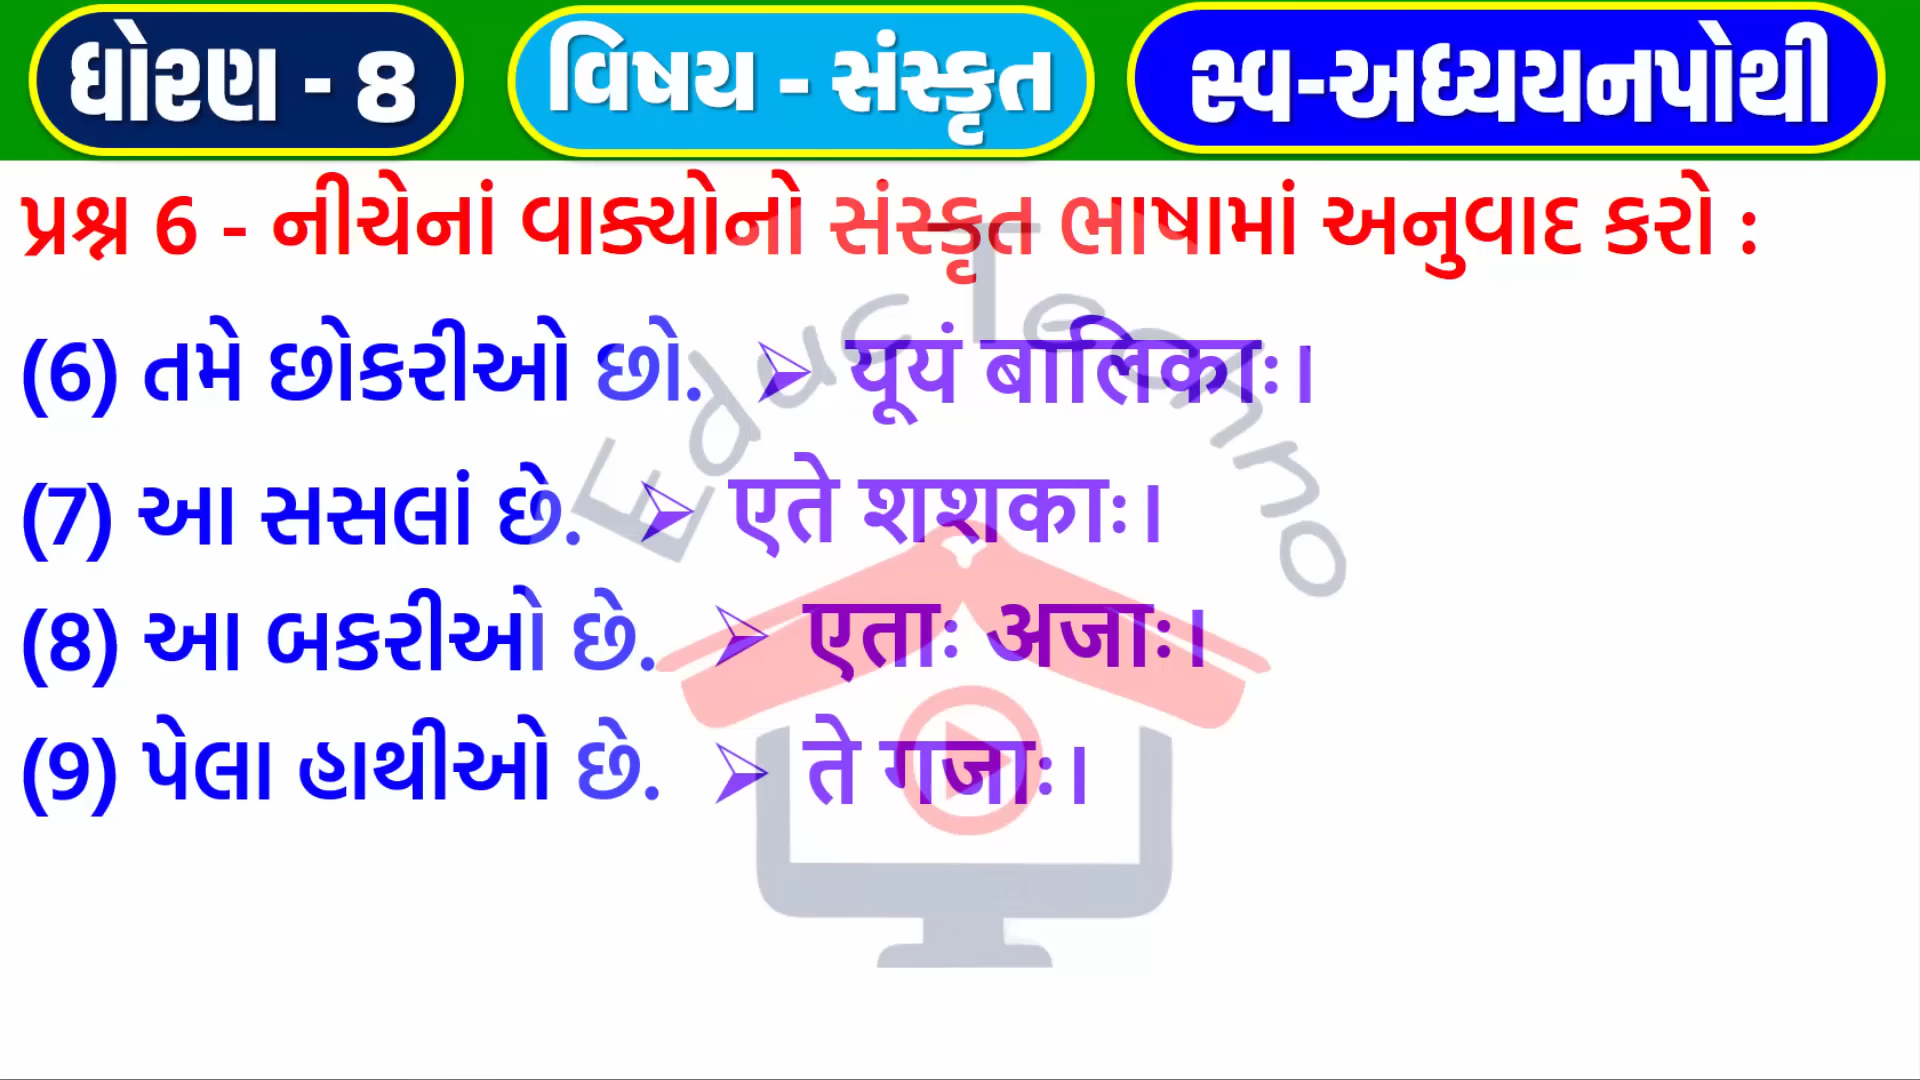 ધોરણ - 8
વિષય - સંસ્કૃત
સ્વ-અધ્યયનપોથી
પ્રશ્ન 6 - નીચેનાં વાક્યોનો સંસ્કૃત ભાષામાં અનુવાદ કરો :
(6) તમે છોકરીઓ છો. ➢ यूयं बालिकाः।
(7) આ સસલાં છે. ➢ एते शशकाः।
(8) આ બકરીઓ છે. ➢ एताः अजाः।
(9) પેલા હાથીઓ છે. ➢ ते गजाः।
EducTechno